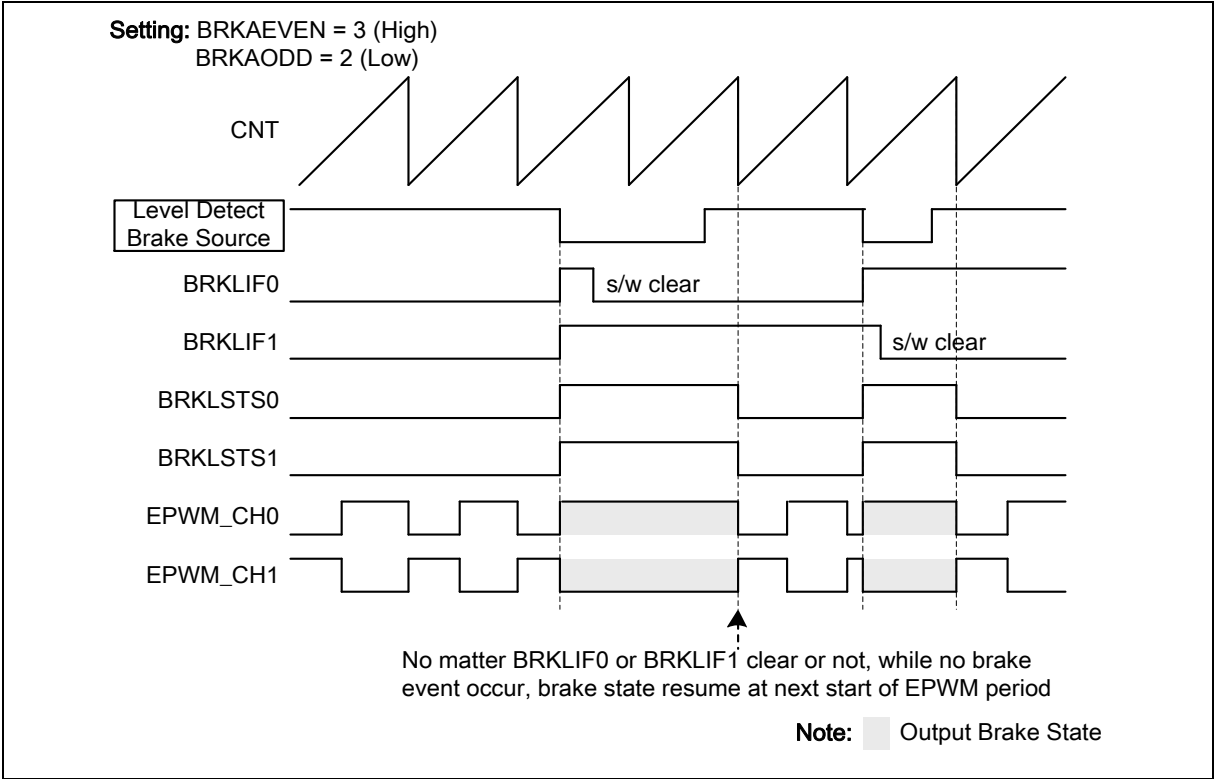 Setting: BRKAEVEN = 3 (High)
BRKAODD = 2 (Low)
CNT
Level Detect
Brake Source
BRKLIF0
s/w clear
BRKLIF1
s/w clear
BRKLSTS0
BRKLSTS1
EPWM_CH0
EPWM_CH1
No matter BRKLIF0 or BRKLIF1 clear or not, while no brake
event occur, brake state resume at next start of EPWM period
Note: Output Brake State